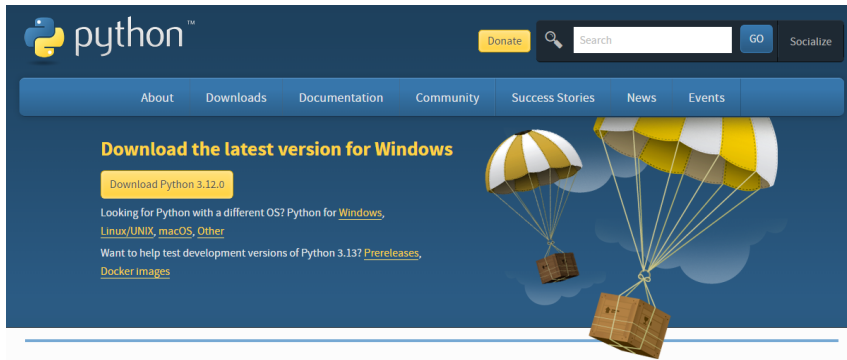 python™
Donate
Search
GO
Socialize
About Downloads Documentation Community Success Stories News Events
Download the latest version for Windows
Download Python 3.12.0
Looking for Python with a different OS? Python for Windows,
Linux/UNIX, macOS, Other
Want to help test development versions of Python 3.13? Prereleases,
Docker images